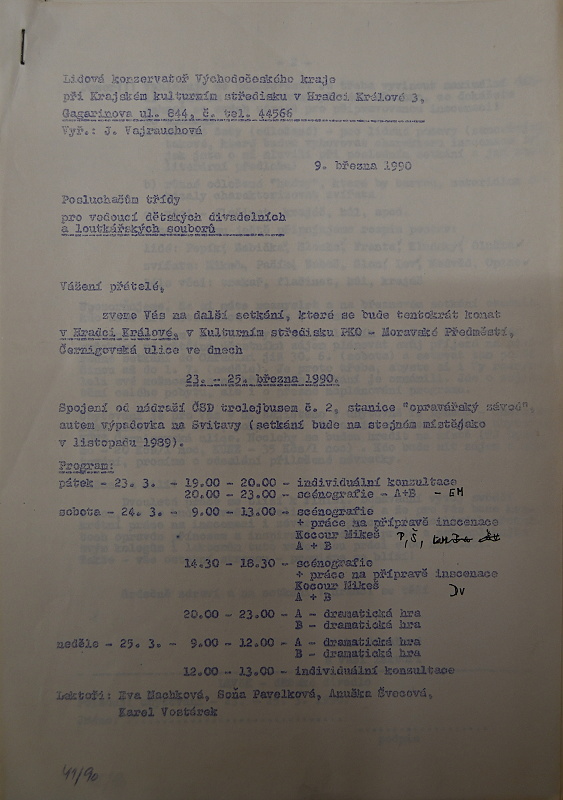 Lidová konzervatoř Východočeského kraje
při Krajském kulturním středisku v Hradci Králové 3,
Gagarinova ul. 844, č. tel. 44566
Vyř.: J. Vajrauchová
9. března 1990
Posluchačům třídy
pro vedoucí dětských divadelních
a loutkářských souborů
Vážení přátelé,
zveme Vás na další setkání, které se bude tentokrát konat
v Hradci Králové, v Kulturním středisku PKO - Moravské Předměstí,
Černigovská ulice ve dnech
23. - 25. března 1990.
Spojení od nádraží ČSD trolejbusem č. 2, stanice "opravářský závod",
autem výpadovka na Svitavy (setkání bude na stejném místějako
v listopadu 1989).
Program:
pátek - 23. 3. - 19.00 - 20.00 - individuální konzultace
20.00 - 23.00 - scénografie - A+B - EM
sobota - 24. 3. - 9.00 - 13.00 - scénografie
+ práce na přípravě inscenace
Kocour Mikeš P, Š,
A + B
14.30 - 18.30 - scénografie
+ práce na přípravě inscenace
Kocour Mikeš
A + B
20.00 - 23.00 - A - dramatická hra
B - dramatická hra
neděle - 25. 3. - 9.00 - 12.00 - A - dramatická hra
B - dramatická hra
12.00 - 13.00 - individuální konzultace
Lektoři: Eva Machková, Soňa Pavelková, Anuška Švecová,
Karel Vostárek
49/90